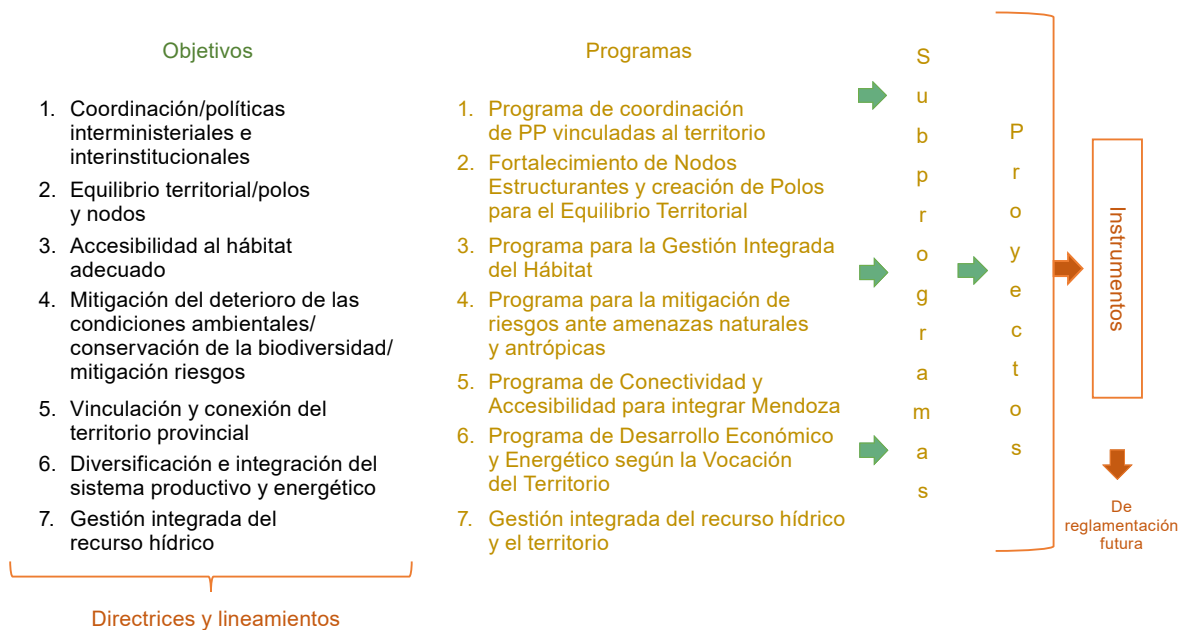 Objetivos
1. Coordinación/políticas
interministeriales e
interinstitucionales
2. Equilibrio territorial/polos
y nodos
3. Accesibilidad al hábitat
adecuado
4. Mitigación del deterioro de las
condiciones ambientales/
conservación de la biodiversidad/
mitigación riesgos
5. Vinculación y conexión del
territorio provincial
6. Diversificación e integración del
sistema productivo y energético
7. Gestión integrada del
recurso hídrico
Directrices y lineamientos
Programas
1. Programa de coordinación
de PP vinculadas al territorio
2. Fortalecimiento de Nodos
Estructurantes y creación de Polos
para el Equilibrio Territorial
3. Programa para la Gestión Integrada
del Hábitat
4. Programa para la mitigación de
riesgos ante amenazas naturales
y antrópicas
5. Programa de Conectividad y
Accesibilidad para integrar Mendoza
6. Programa de Desarrollo Económico
y Energético según la Vocación
del Territorio
7. Gestión integrada del recurso hídrico
y el territorio
Subprogramas
Proyectos
Instrumentos
De
reglamentación
futura